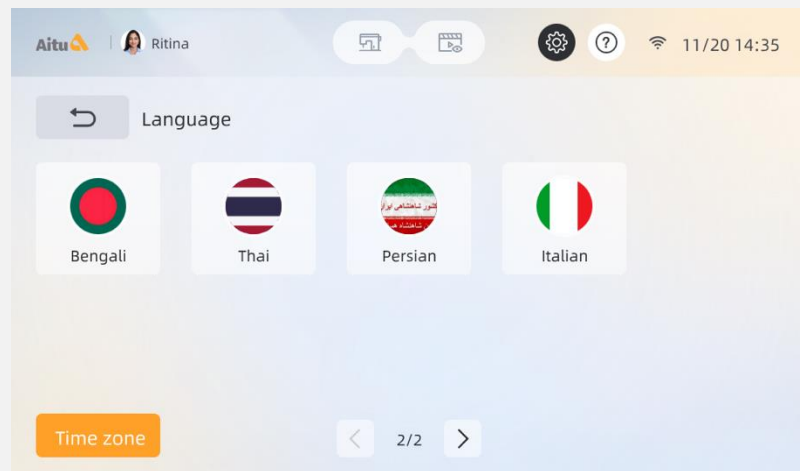 Aitu
Ritina
11/20 14:35
Language
Bengali
Thai
Persian
Italian
Time zone
2/2